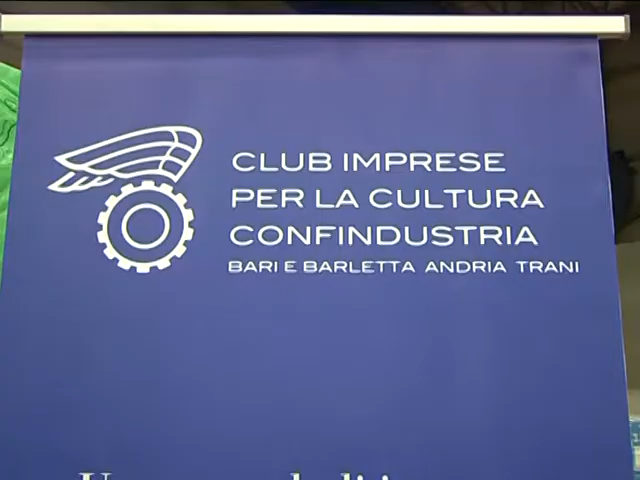 CLUB IMPRESE
PER LA CULTURA
CONFINDUSTRIA
BARI E BARLETTA ANDRIA TRANI